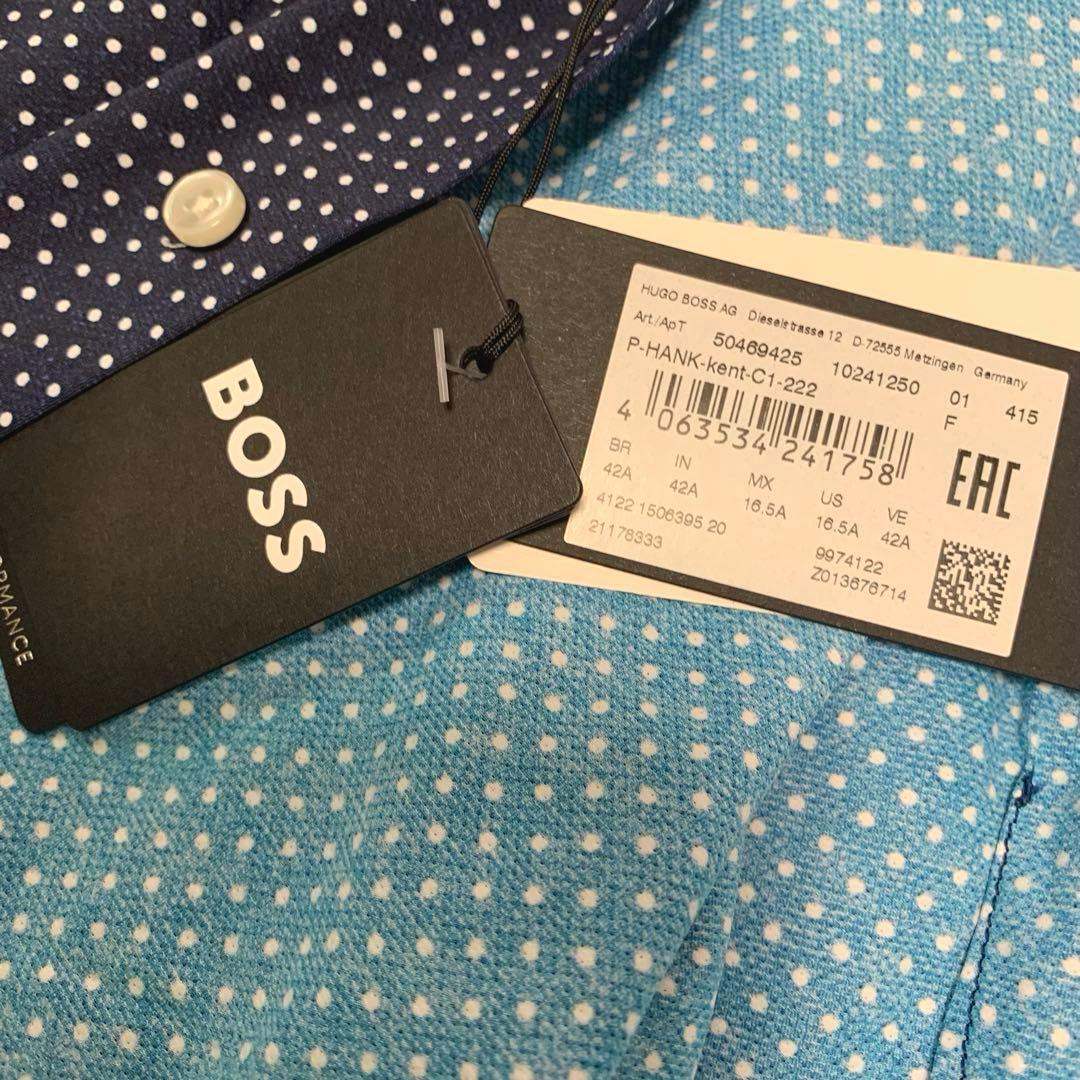 BOSS
ORMANCE
HUGO BOSS AG Dieselstrasse 12 D-72555 Metzingen Germany
Art./ApT 50469425 10241250 01 415
P-HANK-kent-C1-222 F
4 063534 241758
EAC
BR IN MX US VE
42A 42A 16.5A 16.5A 42A
4122 1506395 20 9974122
21178333 Z013676714